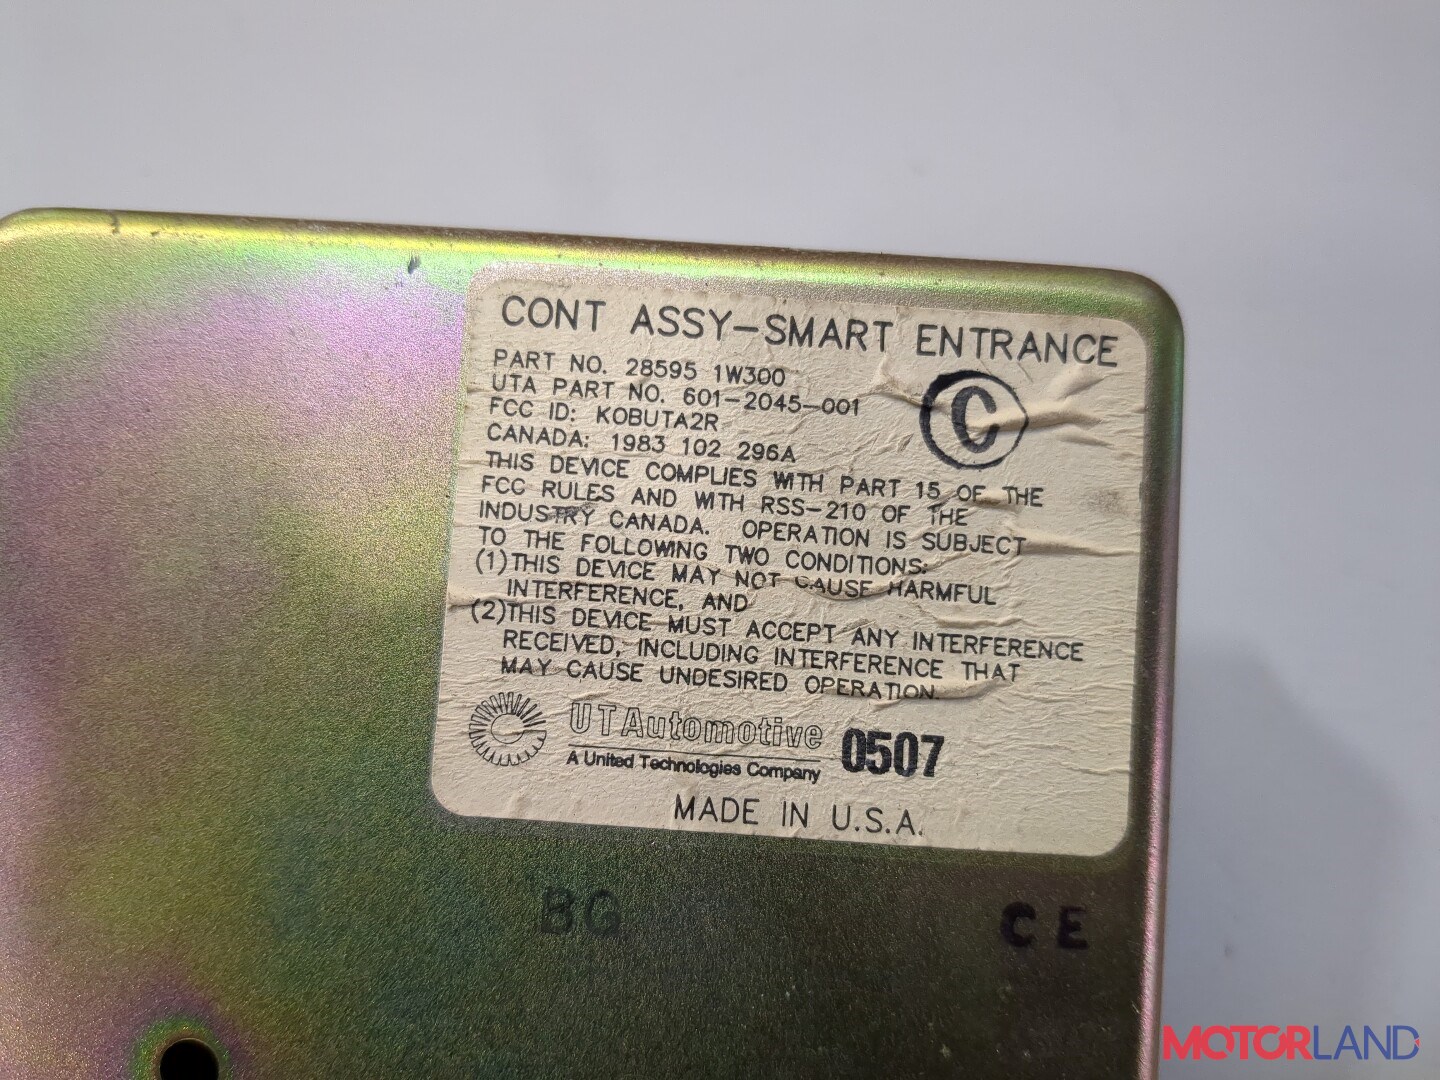 CONT ASSY-SMART ENTRANCE
PART NO. 28595 1W300
UTA PART NO. 601-2045-001
FCC ID: KOBUTA2R
CANADA: 1983 102 296A
C
THIS DEVICE COMPLIES WITH PART 15 OF THE
FCC RULES AND WITH RSS-210 OF THE
INDUSTRY CANADA. OPERATION IS SUBJECT
TO THE FOLLOWING TWO CONDITIONS:
(1)THIS DEVICE MAY NOT CAUSE HARMFUL
INTERFERENCE, AND
(2)THIS DEVICE MUST ACCEPT ANY INTERFERENCE
RECEIVED, INCLUDING INTERFERENCE THAT
MAY CAUSE UNDESIRED OPERATION.
UT Automotive
A United Technologies Company
0507
MADE IN U.S.A.
BG
CE
MOTORLAND